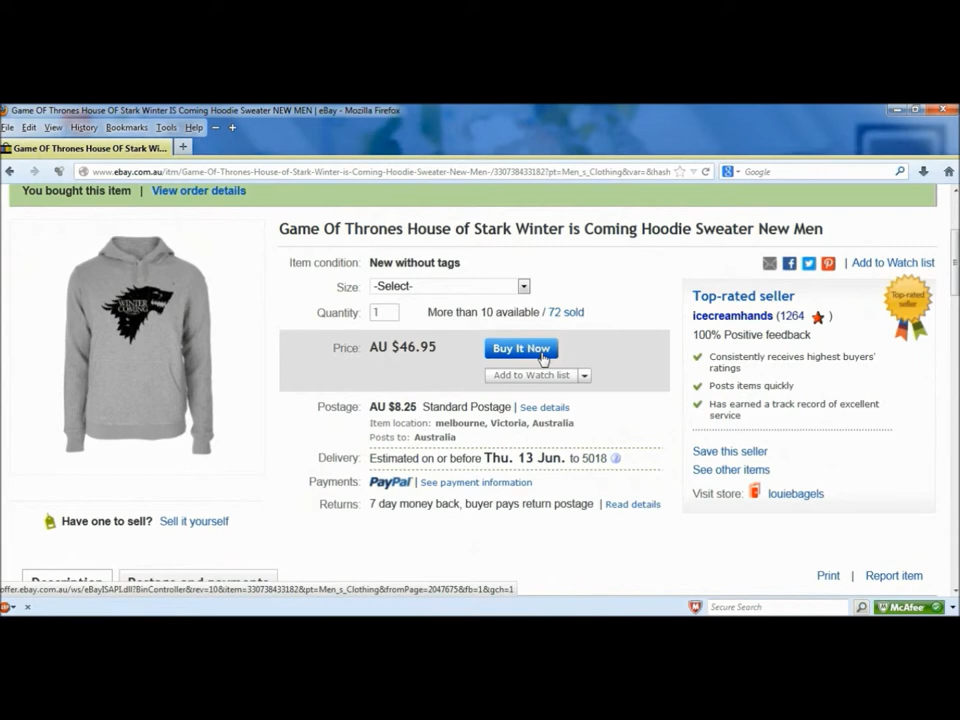 Game OF Thrones House OF Stark Winter IS Coming Hoodie Sweater NEW MEN | eBay - Mozilla Firefox
File Edit View History Bookmarks Tools Help
Game OF Thrones House OF Stark Wi...
www.ebay.com.au/itm/Game-Of-Thrones-House-of-Stark-Winter-is-Coming-Hoodie-Sweater-New-Men-/330738433182?pt=Men_s_Clothing&var=&hash
Google
You bought this item | View order details
Game Of Thrones House of Stark Winter is Coming Hoodie Sweater New Men
Item condition: New without tags
| Add to Watch list
Size: -Select-
Quantity: 1 More than 10 available / 72 sold
Price: AU $46.95 Buy It Now
Add to Watch list
Postage: AU $8.25 Standard Postage | See details
Item location: melbourne, Victoria, Australia
Posts to: Australia
Delivery: Estimated on or before Thu. 13 Jun. to 5018
Payments: PayPal | See payment information
Returns: 7 day money back, buyer pays return postage | Read details
WINTER
IS
COMING
Have one to sell? Sell it yourself
Top-rated seller
Top-rated
seller
icecreamhands (1264 )
100% Positive feedback
Consistently receives highest buyers'
ratings
Posts items quickly
Has earned a track record of excellent
service
Save this seller
See other items
Visit store: louiebagels
Print | Report item
Description Postage and payments
offer.ebay.com.au/ws/eBayISAPI.dll?BinController&rev=10&item=330738433182&pt=Men_s_Clothing&fromPage=2047675&fb=1&gch=1
Secure Search
McAfee